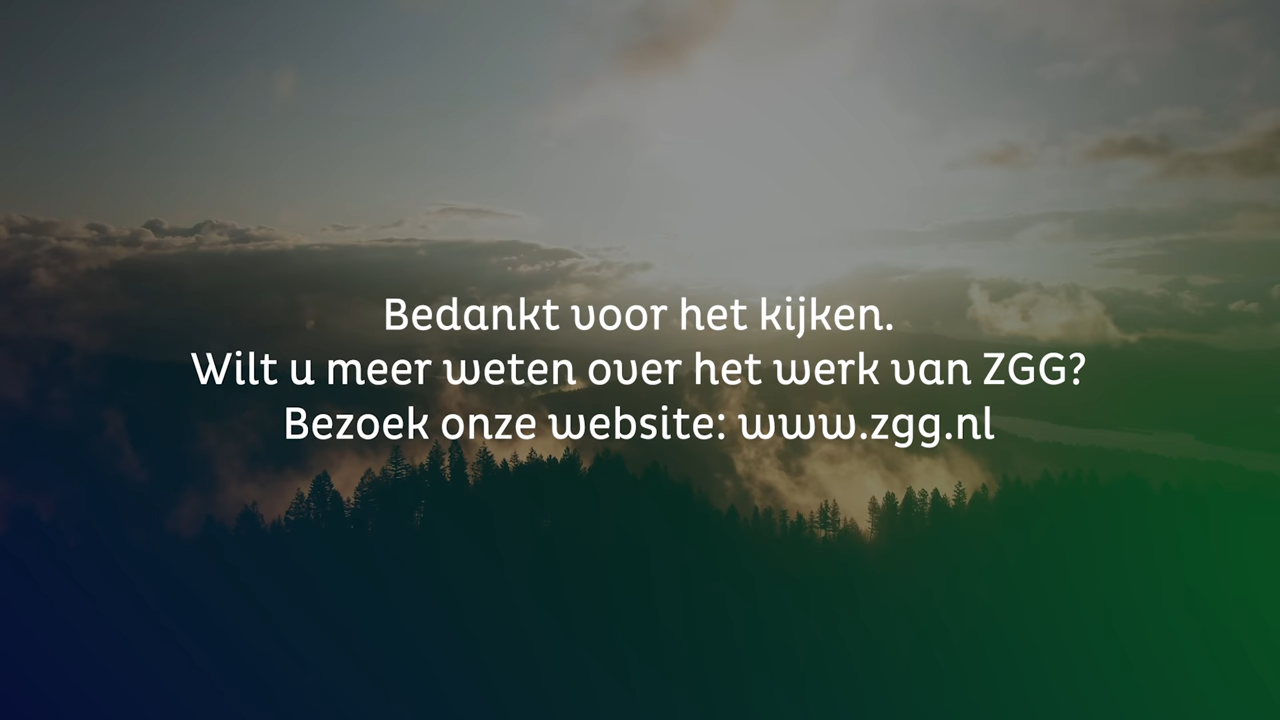 Bedankt voor het kijken.
Wilt u meer weten over het werk van ZGG?
Bezoek onze website: www.zgg.nl